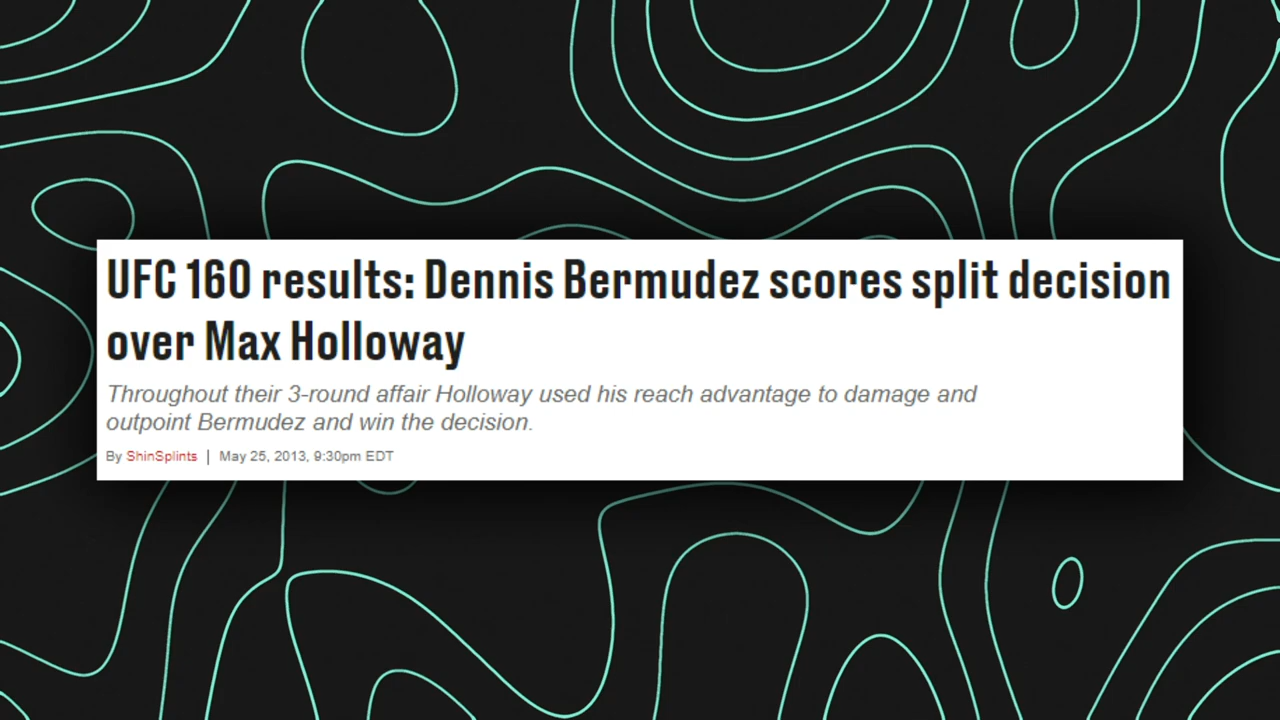 UFC 160 results: Dennis Bermudez scores split decision
over Max Holloway
Throughout their 3-round affair Holloway used his reach advantage to damage and
outpoint Bermudez and win the decision.
By ShinSplints | May 25, 2013, 9:30pm EDT